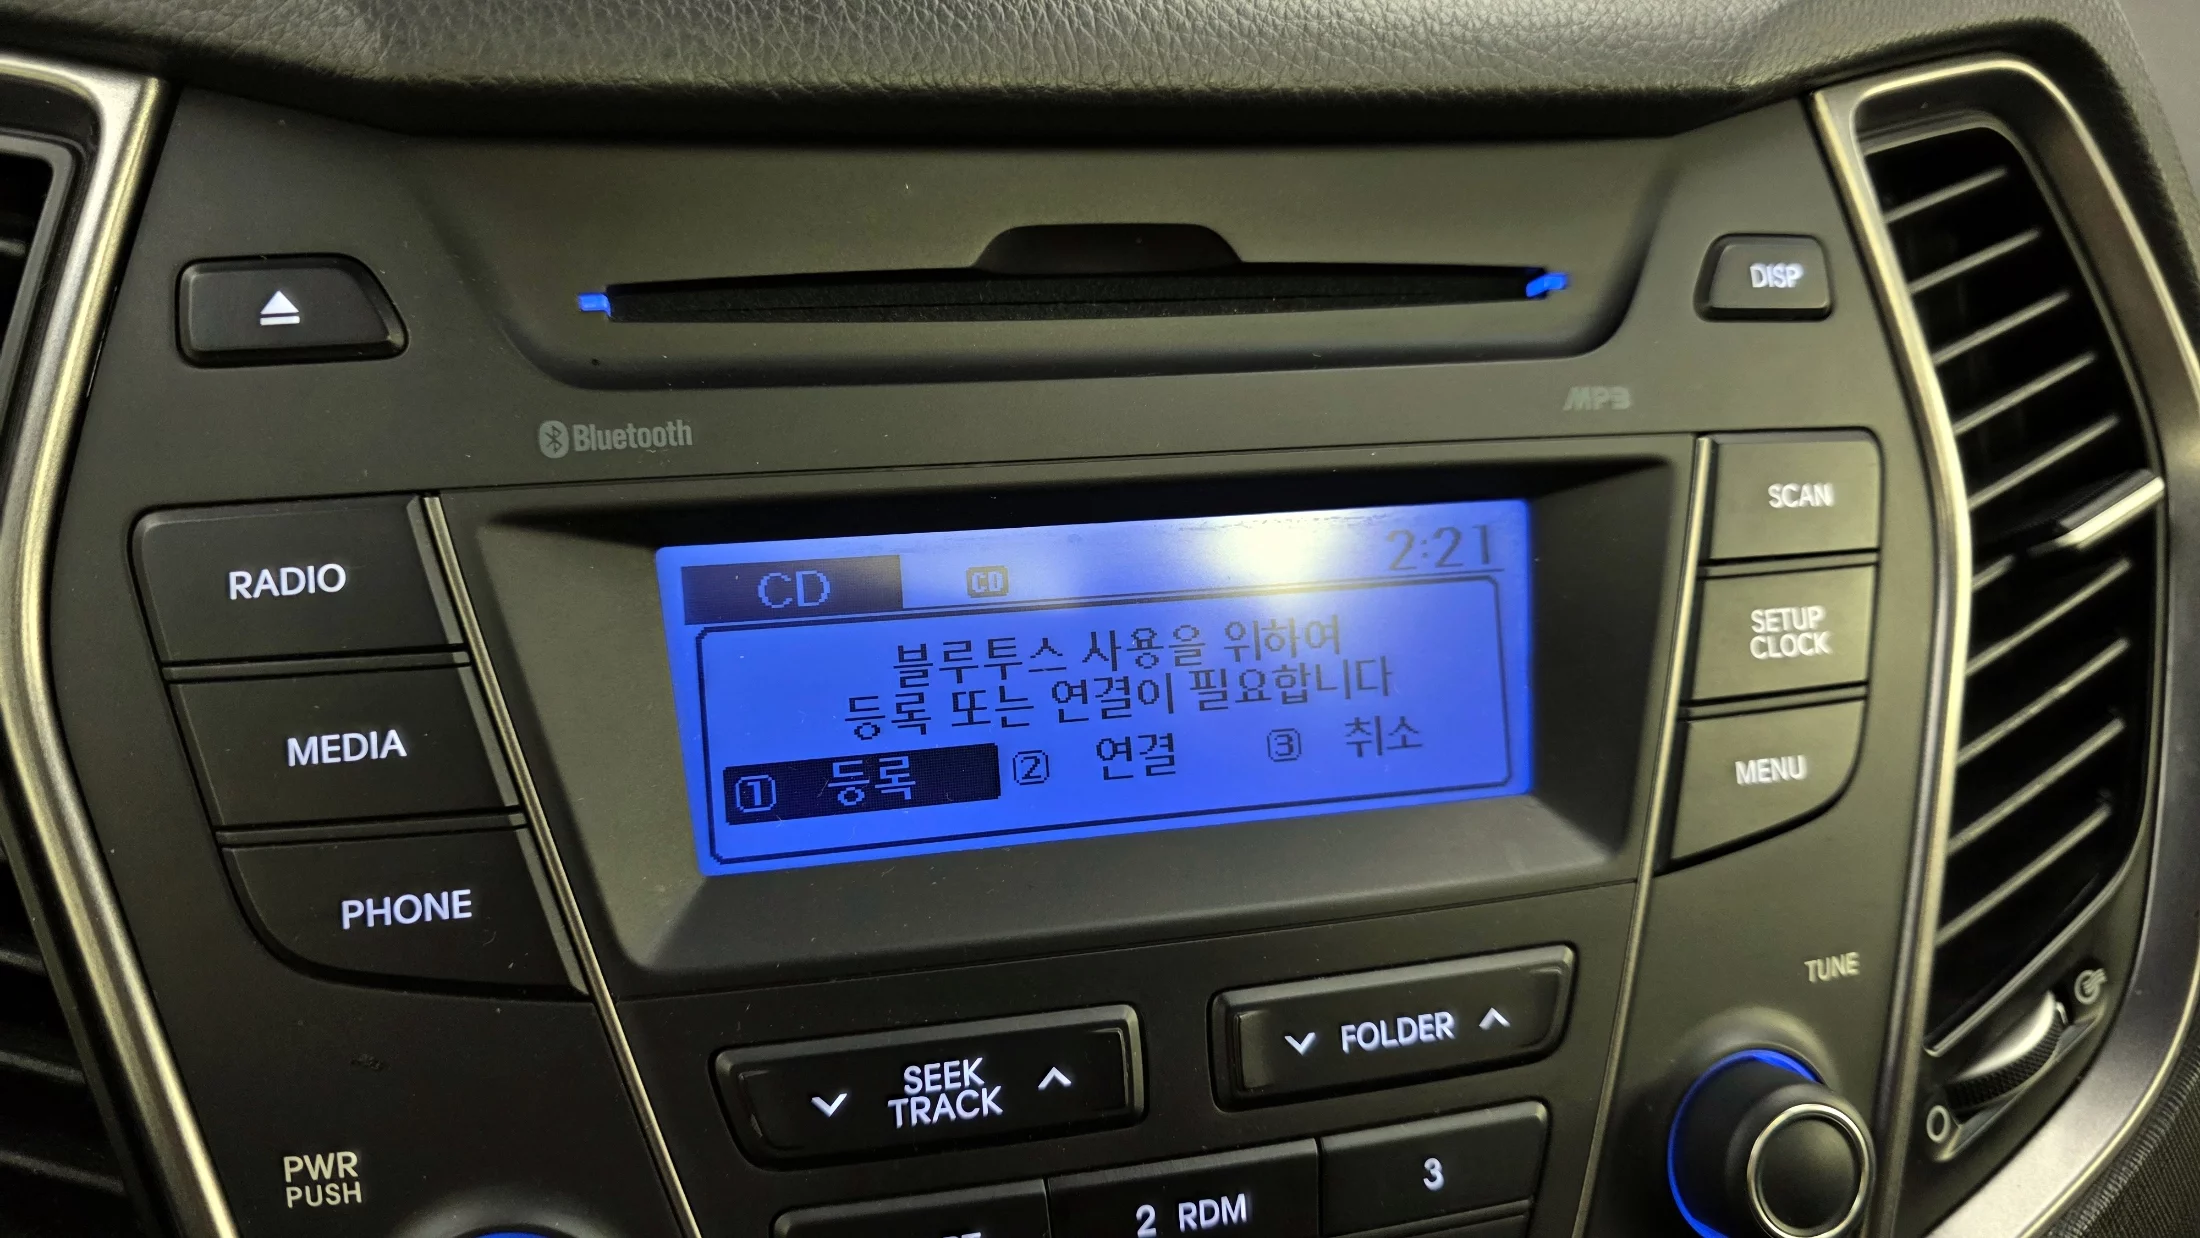 DISP
Bluetooth
MP3
RADIO
MEDIA
PHONE
CD CD 2:21
블루투스 사용을 위하여
등록 또는 연결이 필요합니다
① 등록 ② 연결 ③ 취소
SCAN
SETUP
CLOCK
MENU
TUNE
SEEK
TRACK
FOLDER
PWR
PUSH
2 RDM
3